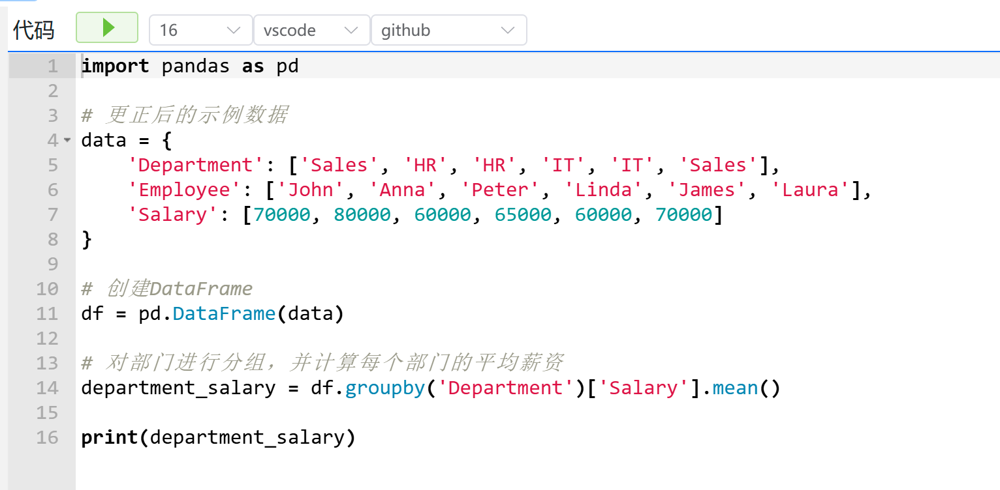 代码 16 vscode github
1 import pandas as pd
2
3 # 更正后的示例数据
4 data = {
5     'Department': ['Sales', 'HR', 'HR', 'IT', 'IT', 'Sales'],
6     'Employee': ['John', 'Anna', 'Peter', 'Linda', 'James', 'Laura'],
7     'Salary': [70000, 80000, 60000, 65000, 60000, 70000]
8 }
9
10 # 创建DataFrame
11 df = pd.DataFrame(data)
12
13 # 对部门进行分组，并计算每个部门的平均薪资
14 department_salary = df.groupby('Department')['Salary'].mean()
15
16 print(department_salary)